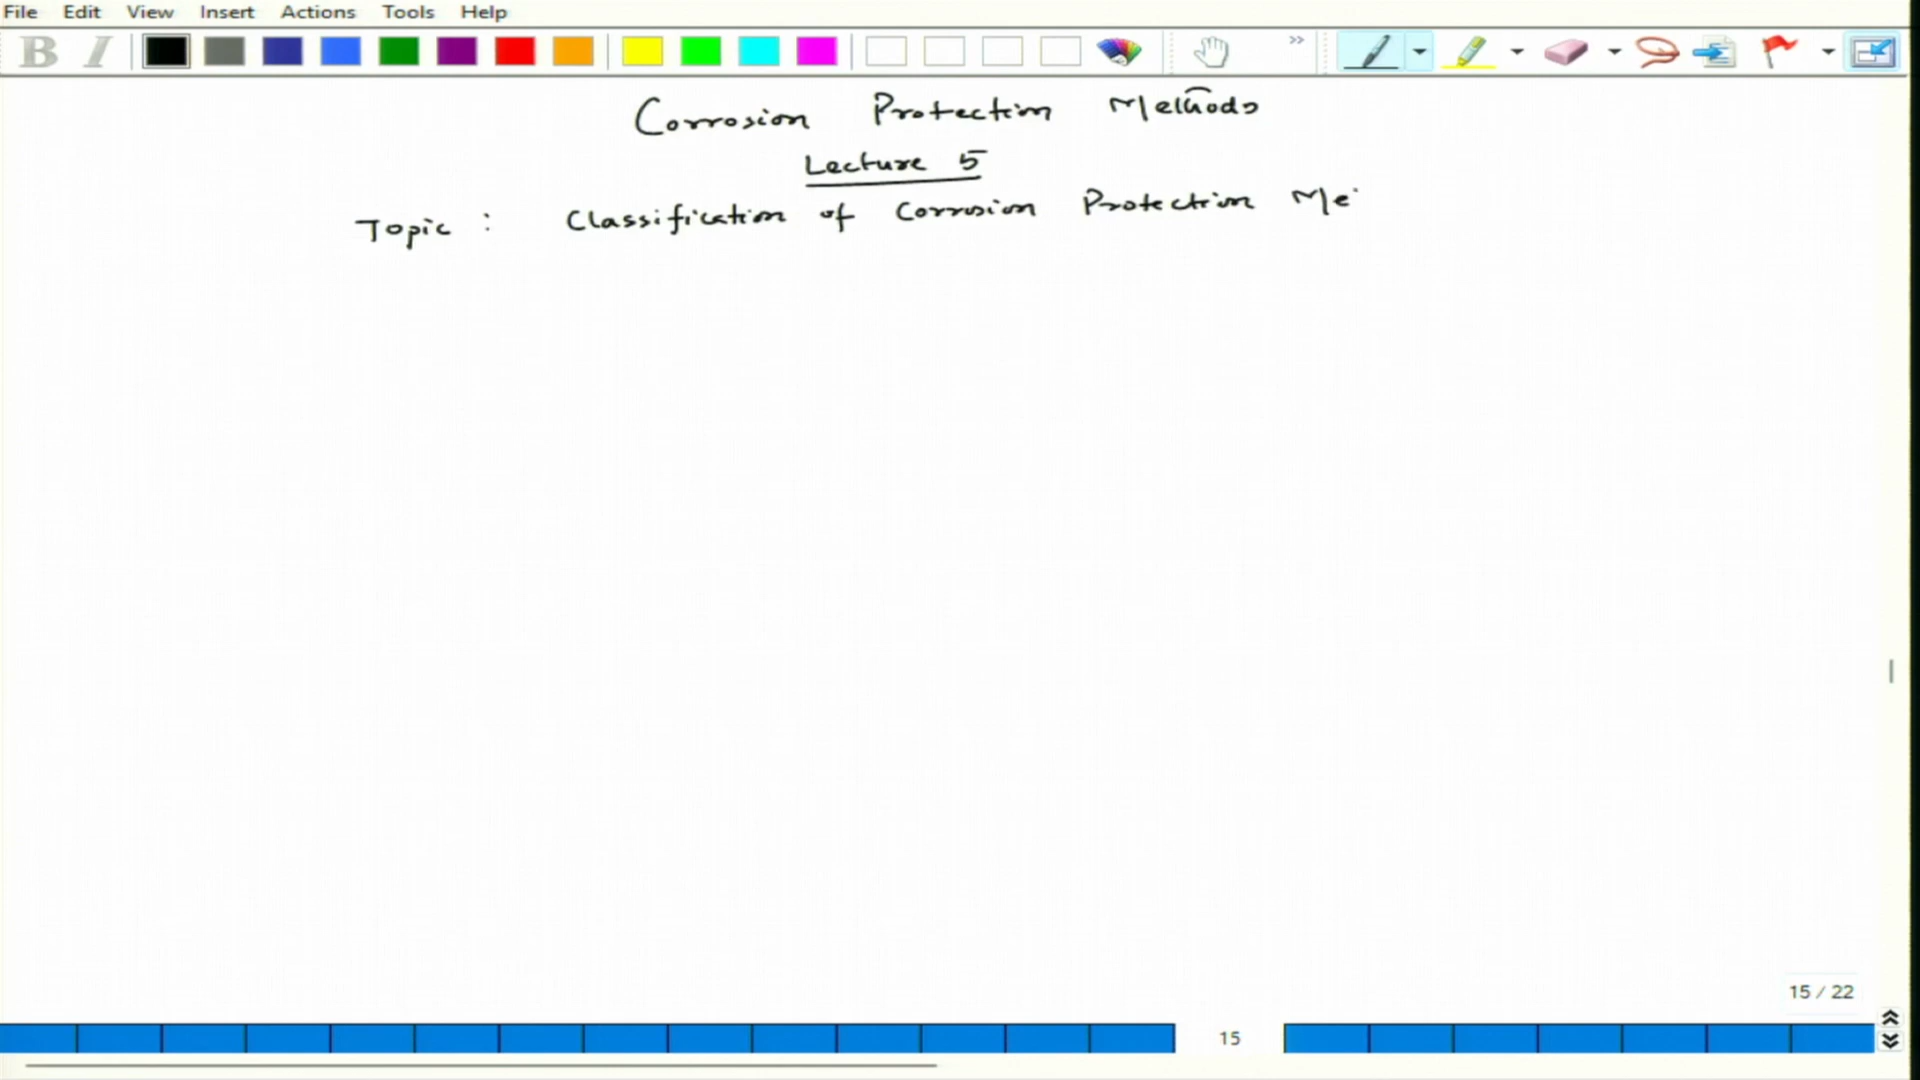 File Edit View Insert Actions Tools Help
B I
Corrosion Protection Methods
Lecture 5
Topic : Classification of Corrosion Protection Me
15 / 22
15